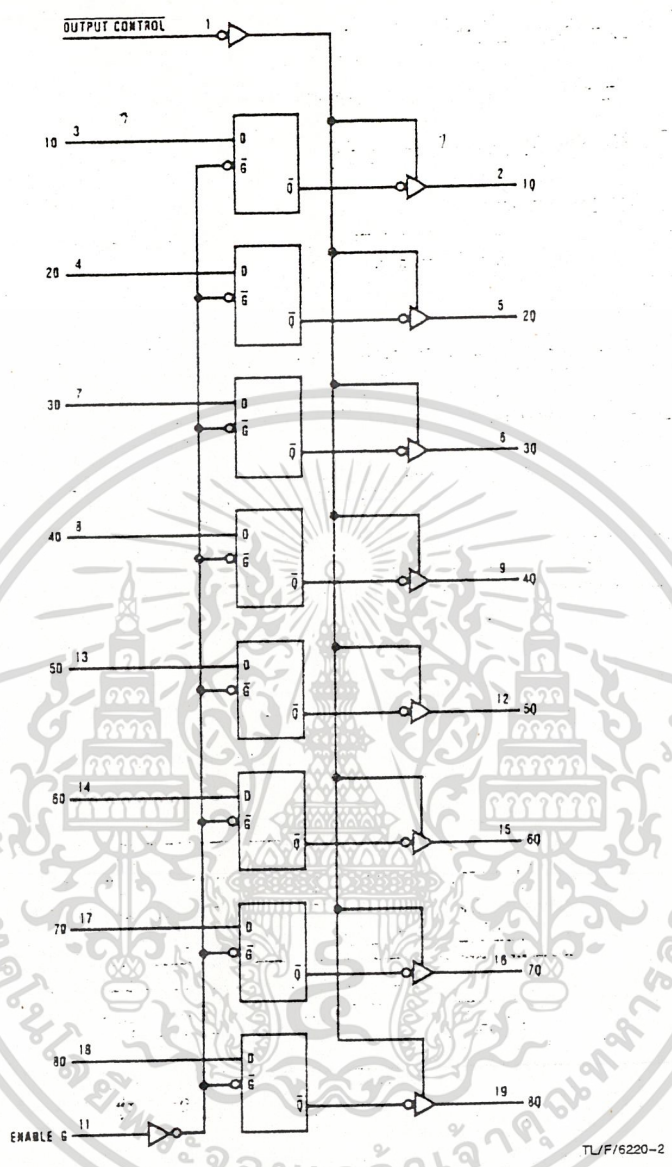 OUTPUT CONTROL 1
1D 3 D G Q 2 1Q
2D 4 D G Q 5 2Q
3D 7 D G Q 6 3Q
4D 8 D G Q 9 4Q
5D 13 D G Q 12 5Q
6D 14 D G Q 15 6Q
7D 17 D G Q 16 7Q
8D 18 D G Q 19 8Q
ENABLE G 11
TL/F/6220-2